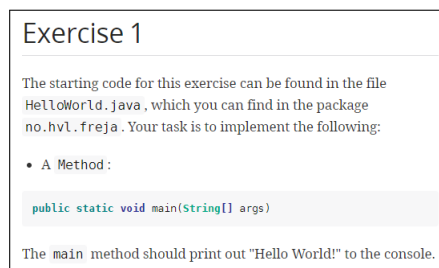 Exercise 1
The starting code for this exercise can be found in the file
HelloWorld.java, which you can find in the package
no.hvl.freja. Your task is to implement the following:
• A Method:
public static void main(String[] args)
The main method should print out "Hello World!" to the console.